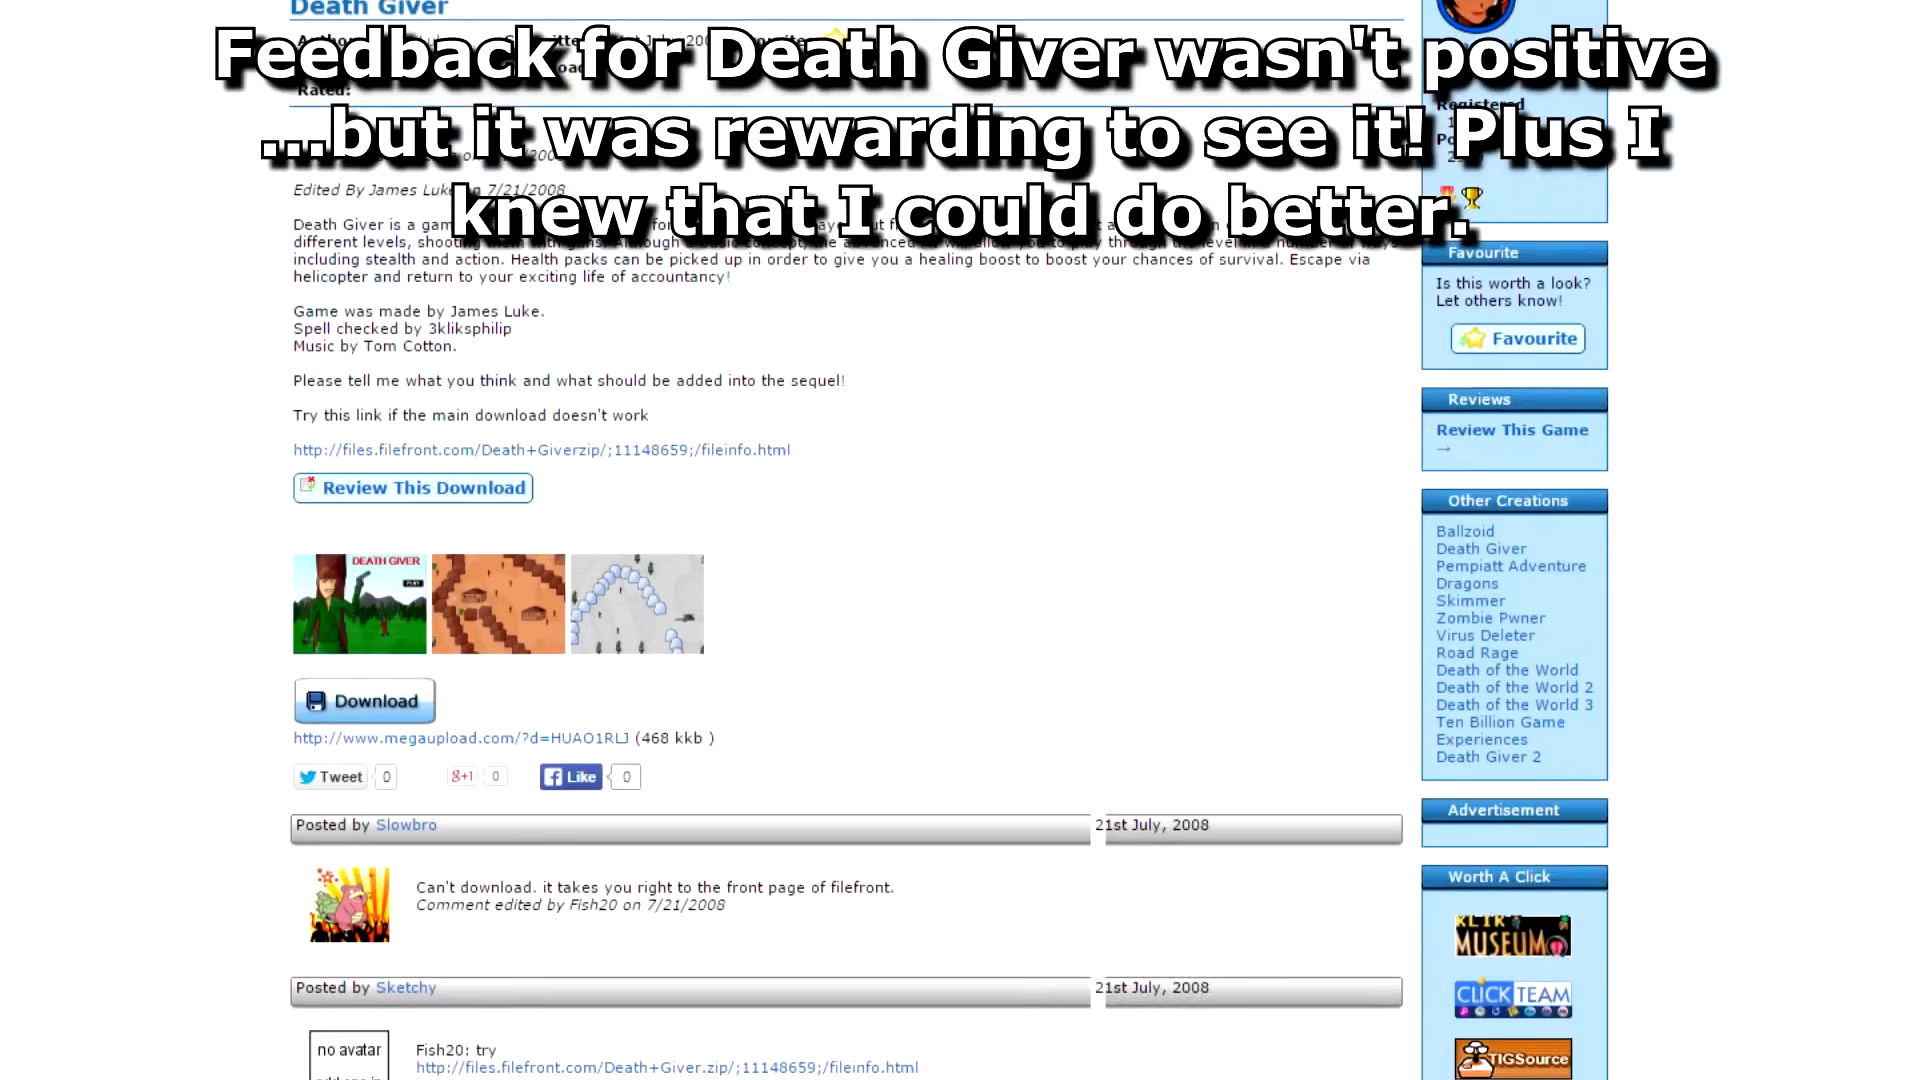 Death Giver
Feedback for Death Giver wasn't positive
...but it was rewarding to see it! Plus I
knew that I could do better.
Rated:
Edited By James Luke on 7/21/2008
Death Giver is a
different levels, shooting
including stealth and action. Health packs can be picked up in order to give you a healing boost to boost your chances of survival. Escape via
helicopter and return to your exciting life of accountancy!
Game was made by James Luke.
Spell checked by 3kliksphilip
Music by Tom Cotton.
Please tell me what you think and what should be added into the sequel!
Try this link if the main download doesn't work
http://files.filefront.com/Death+Giverzip/;11148659;/fileinfo.html
Review This Download
DEATH GIVER
Download
http://www.megaupload.com/?d=HUAO1RLJ (468 kkb )
Tweet 0 g+1 0 Like 0
Posted by Slowbro 21st July, 2008
Can't download. it takes you right to the front page of filefront.
Comment edited by Fish20 on 7/21/2008
Posted by Sketchy 21st July, 2008
no avatar
Fish20: try
http://files.filefront.com/Death+Giver.zip/;11148659;/fileinfo.html
Registered
Favourite
Is this worth a look?
Let others know!
Favourite
Reviews
Review This Game
→
Other Creations
Ballzoid
Death Giver
Pempiatt Adventure
Dragons
Skimmer
Zombie Pwner
Virus Deleter
Road Rage
Death of the World
Death of the World 2
Death of the World 3
Ten Billion Game
Experiences
Death Giver 2
Advertisement
Worth A Click
KLIK
MUSEUM
CLICKTEAM
TIGSource